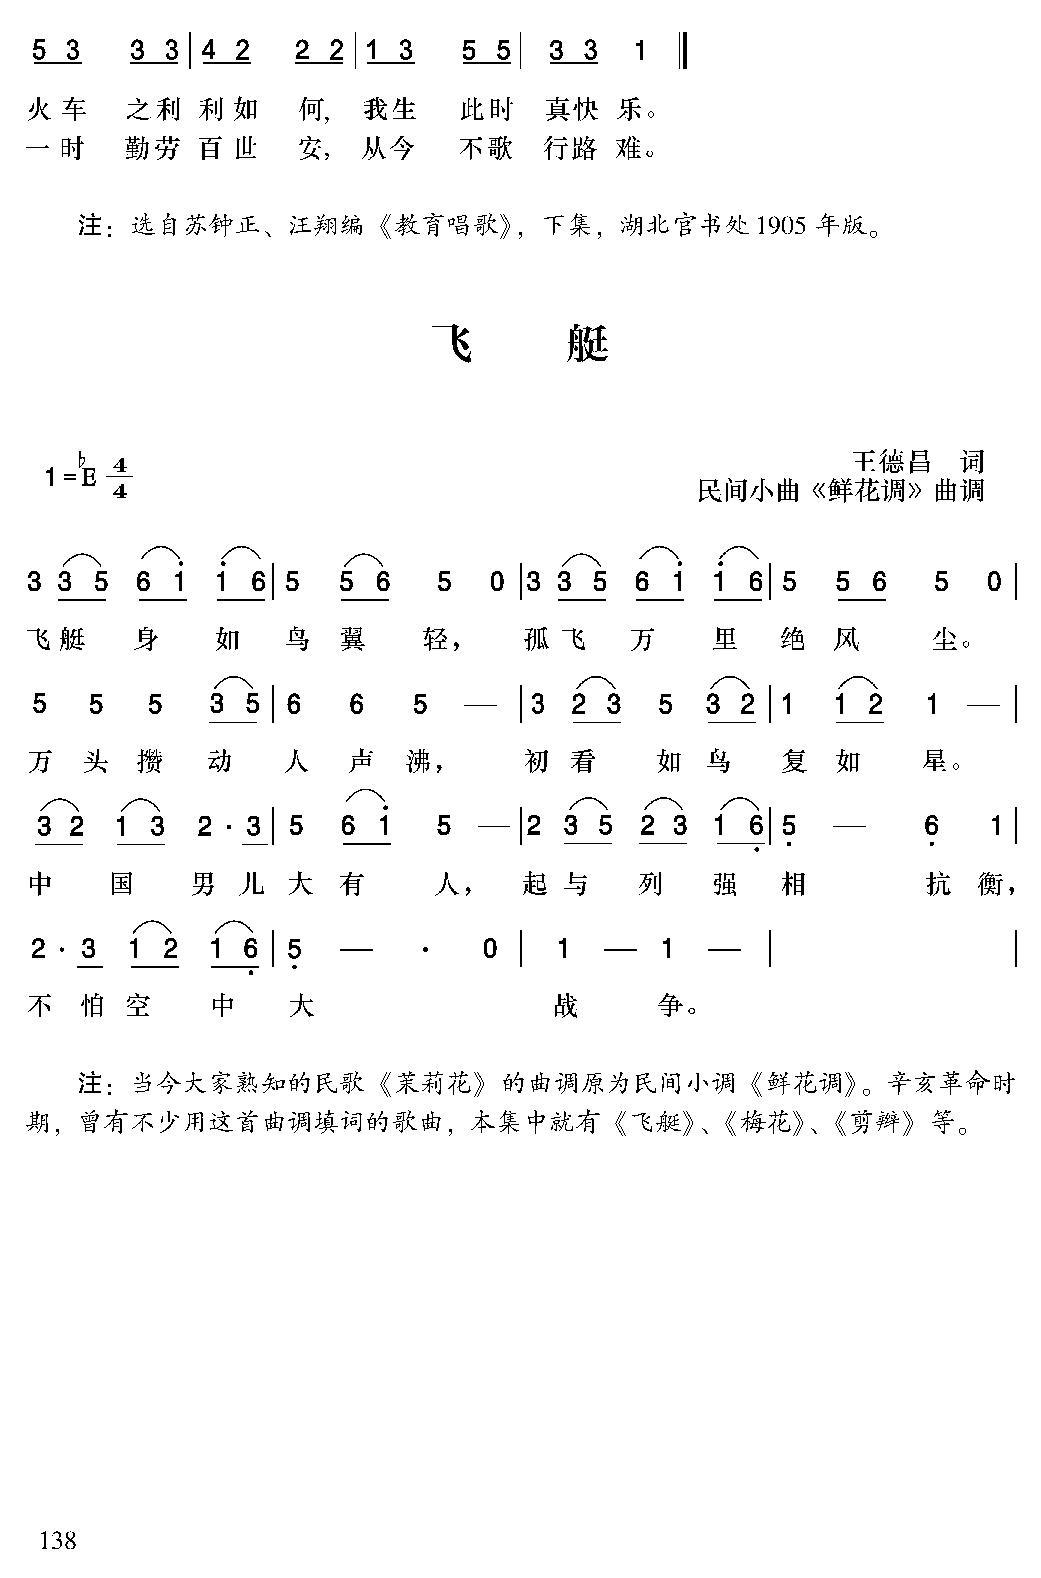 5 3 3 3 | 4 2 2 2 | 1 3 5 5 | 3 3 1 ‖
火车 之利 利如 何, 我生 此时 真快 乐。
一时 勤劳 百世 安, 从今 不歌 行路 难。
注：选自苏钟正、汪翔编《教育唱歌》，下集，湖北官书处1905 年版。
飞 艇
1=♭E 4/4
王德昌 词
民间小曲《鲜花调》曲调
3 3 5 6 i i 6 | 5 5 6 5 0 | 3 3 5 6 i i 6 | 5 5 6 5 0 |
飞艇 身 如 鸟 翼 轻， 孤飞 万 里 绝 风 尘。
5 5 5 3 5 | 6 6 5 — | 3 2 3 5 3 2 | 1 1 2 1 — |
万 头 攒 动 人 声 沸， 初 看 如 鸟 复 如 星。
3 2 1 3 2 · 3 | 5 6 i 5 — | 2 3 5 2 3 1 6̣ | 5̣ — 6̣ 1 |
中 国 男 儿 大 有 人， 起 与 列 强 相 抗 衡，
2 · 3 1 2 1 6̣ | 5̣ — · 0 | 1 — 1 — | |
不 怕 空 中 大 战 争。
注：当今大家熟知的民歌《茉莉花》的曲调原为民间小调《鲜花调》。辛亥革命时
期，曾有不少用这首曲调填词的歌曲，本集中就有《飞艇》、《梅花》、《剪辫》等。
138